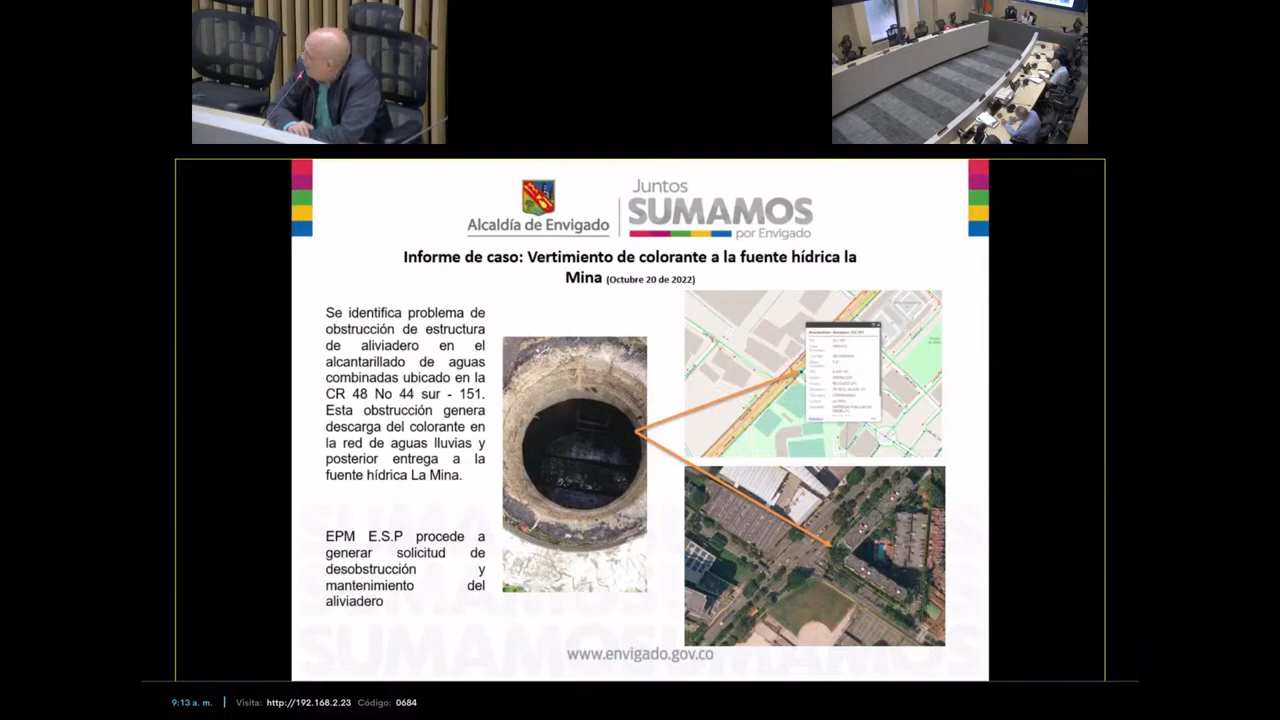 Alcaldía de Envigado
Juntos
SUMAMOS
por Envigado
Informe de caso: Vertimiento de colorante a la fuente hídrica la
Mina (Octubre 20 de 2022)
Se identifica problema de
obstrucción de estructura
de aliviadero en el
alcantarillado de aguas
combinadas ubicado en la
CR 48 No 44 sur - 151.
Esta obstrucción genera
descarga del colorante en
la red de aguas lluvias y
posterior entrega a la
fuente hídrica La Mina.
EPM E.S.P procede a
generar solicitud de
desobstrucción y
mantenimiento del
aliviadero
www.envigado.gov.co
9:13 a. m. | Visita: http://192.168.2.23 Código: 0684